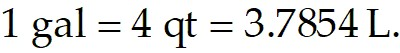 1 gal = 4 qt = 3.7854 L.